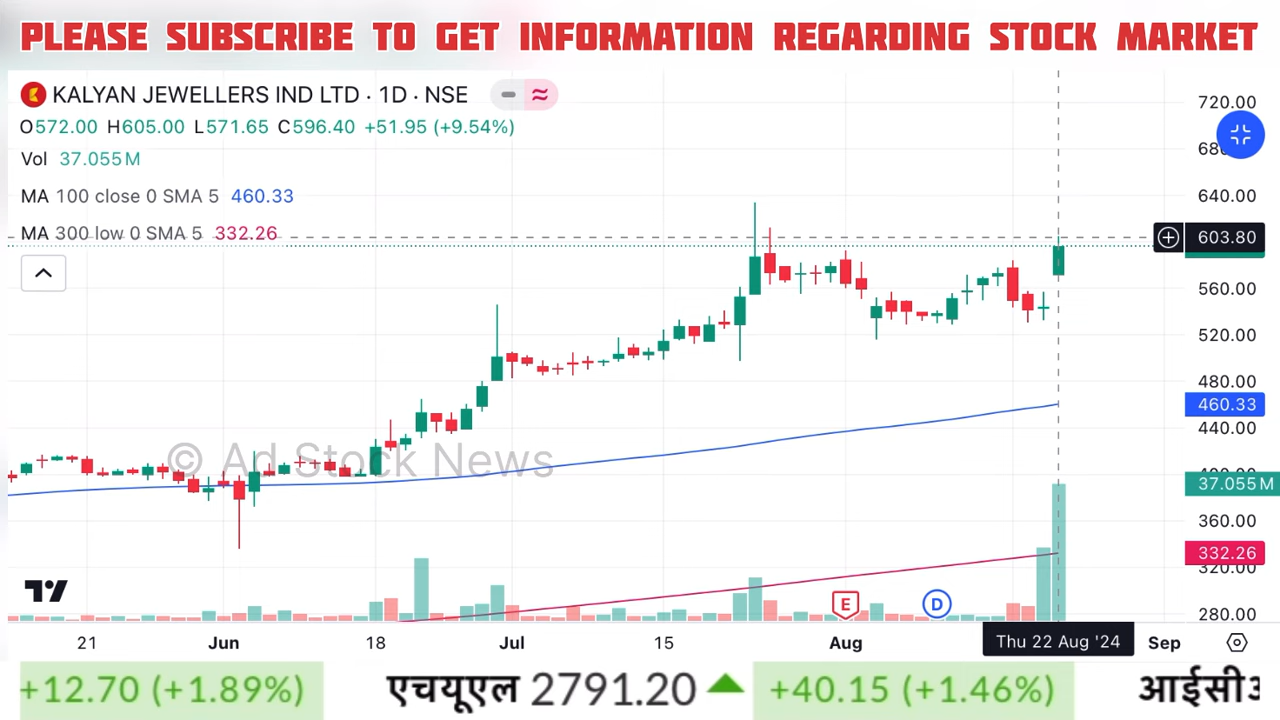 PLEASE SUBSCRIBE TO GET INFORMATION REGARDING STOCK MARKET
KALYAN JEWELLERS IND LTD · 1D · NSE
O572.00 H605.00 L571.65 C596.40 +51.95 (+9.54%)
Vol 37.055 M
MA 100 close 0 SMA 5 460.33
MA 300 low 0 SMA 5 332.26
720.00
640.00
603.80
560.00
520.00
480.00
460.33
440.00
37.055 M
360.00
332.26
320.00
280.00
© Ad Stock News
E
D
21 Jun 18 Jul 15 Aug Thu 22 Aug '24 Sep
+12.70 (+1.89%) एचयूएल 2791.20 +40.15 (+1.46%)